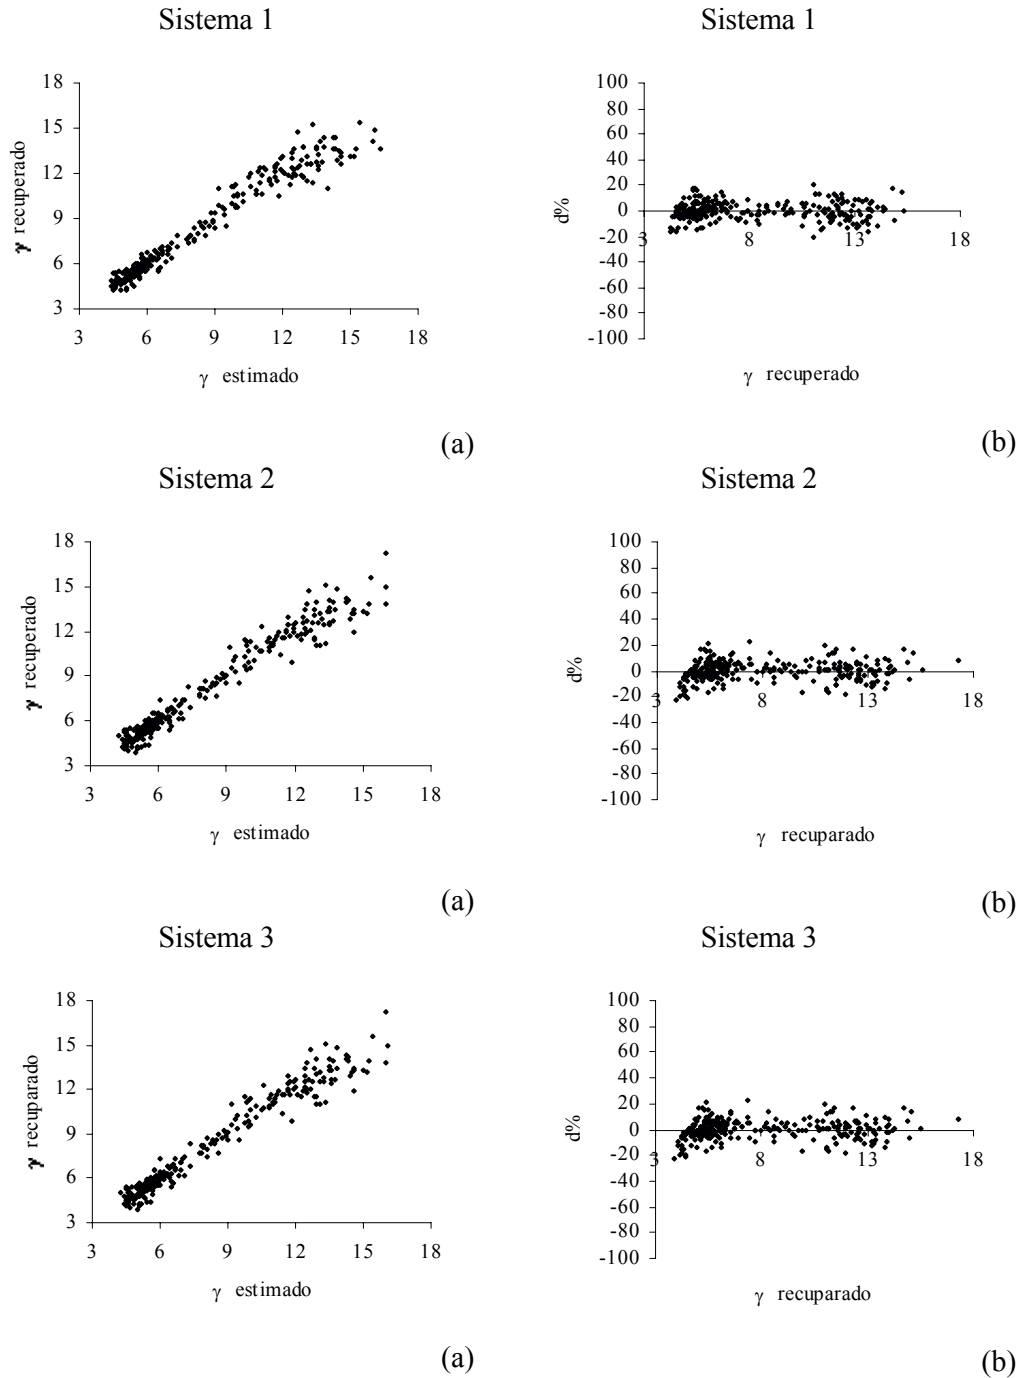 Sistema 1
18
15
12
9
6
3
γ recuperado
3 6 9 12 15 18
γ estimado
(a)
Sistema 1
100
80
60
40
20
0
-20
-40
-60
-80
-100
d%
3 8 13 18
γ recuperado
(b)
Sistema 2
18
15
12
9
6
3
γ recuperado
3 6 9 12 15 18
γ estimado
(a)
Sistema 2
100
80
60
40
20
0
-20
-40
-60
-80
-100
d%
3 8 13 18
γ recuparado
(b)
Sistema 3
18
15
12
9
6
3
γ recuparado
3 6 9 12 15 18
γ estimado
(a)
Sistema 3
100
80
60
40
20
0
-20
-40
-60
-80
-100
d%
3 8 13 18
γ recuparado
(b)